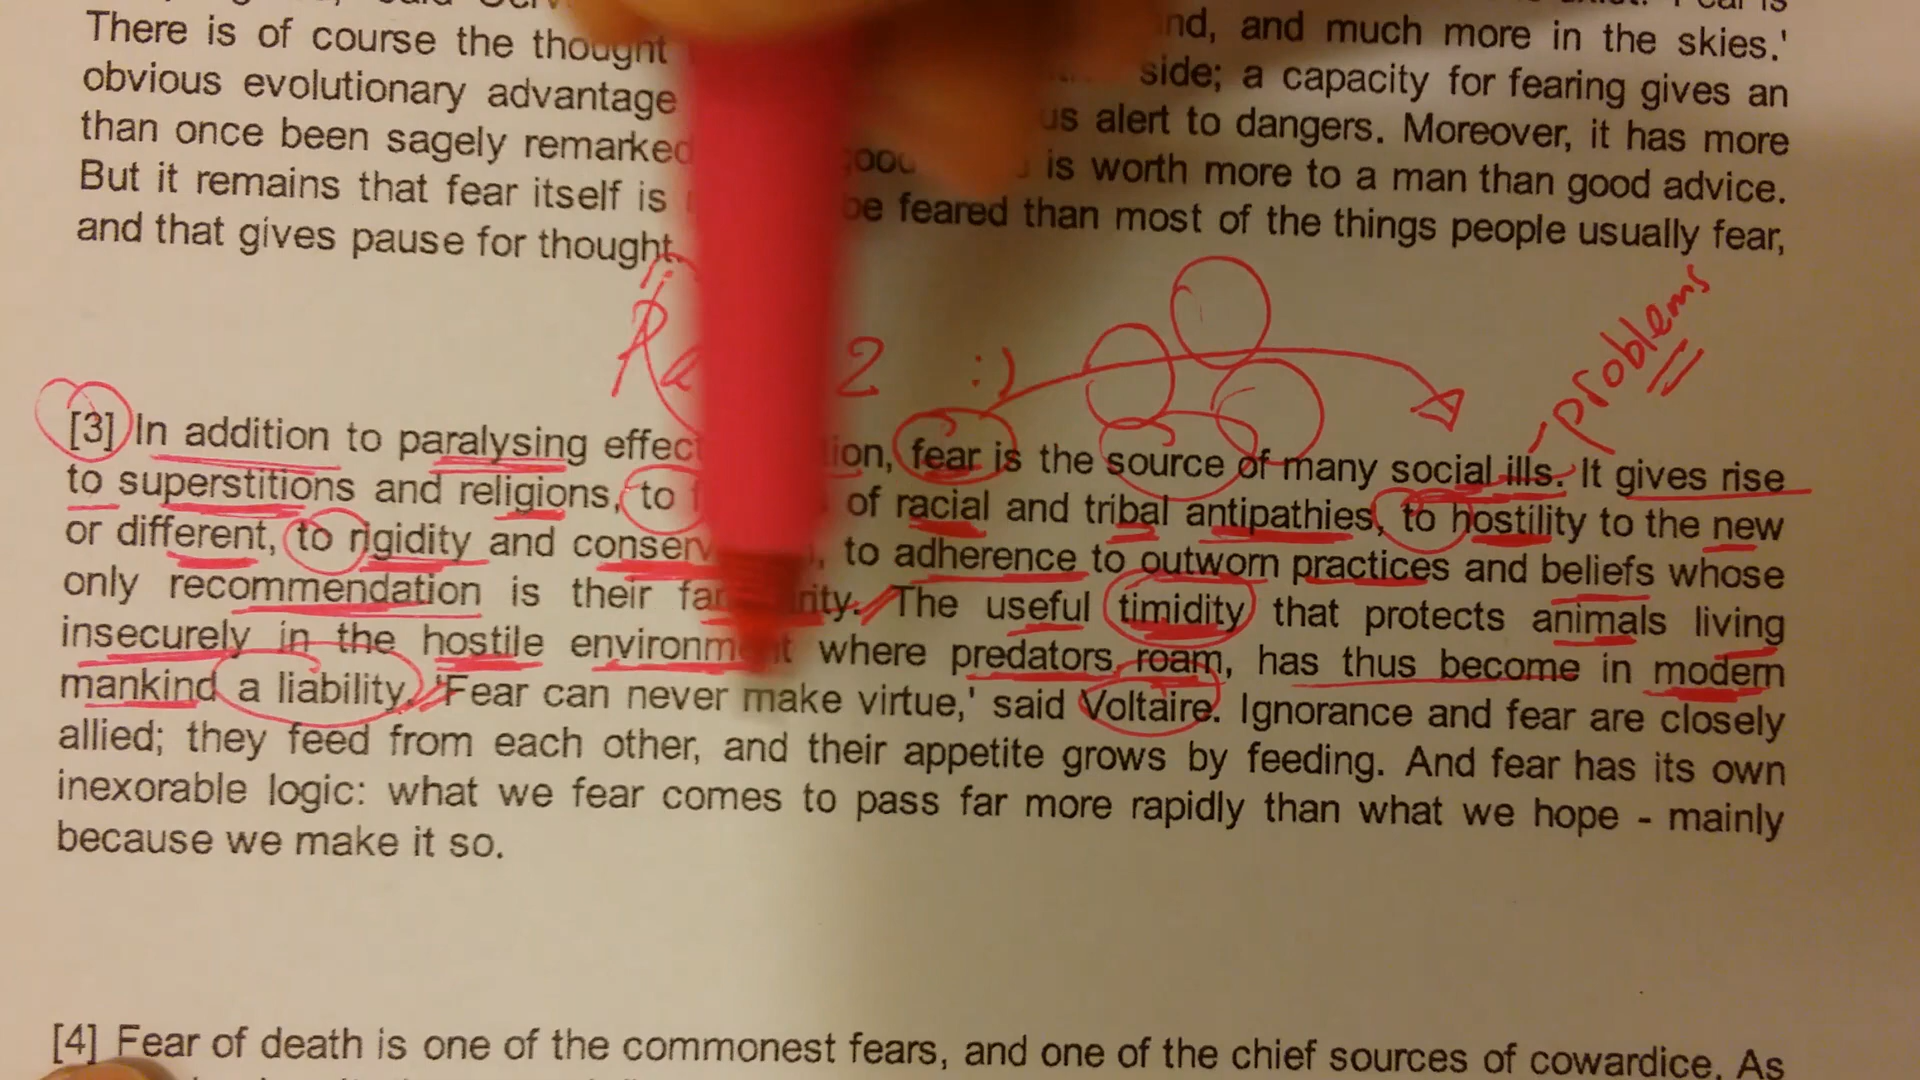 There is of course the thought nd, and much more in the skies.'
obvious evolutionary advantage side; a capacity for fearing gives an
than once been sagely remarked us alert to dangers. Moreover, it has more
But it remains that fear itself is is worth more to a man than good advice.
and that gives pause for thought. be feared than most of the things people usually fear,
2 :)
problems
[3] In addition to paralysing effect ion, fear is the source of many social ills. It gives rise
to superstitions and religions, to of racial and tribal antipathies, to hostility to the new
or different, to rigidity and conserv , to adherence to outworn practices and beliefs whose
only recommendation is their fa rity. The useful timidity that protects animals living
insecurely in the hostile environment where predators roam, has thus become in modern
mankind a liability. 'Fear can never make virtue,' said Voltaire. Ignorance and fear are closely
allied; they feed from each other, and their appetite grows by feeding. And fear has its own
inexorable logic: what we fear comes to pass far more rapidly than what we hope - mainly
because we make it so.
[4] Fear of death is one of the commonest fears, and one of the chief sources of cowardice. As